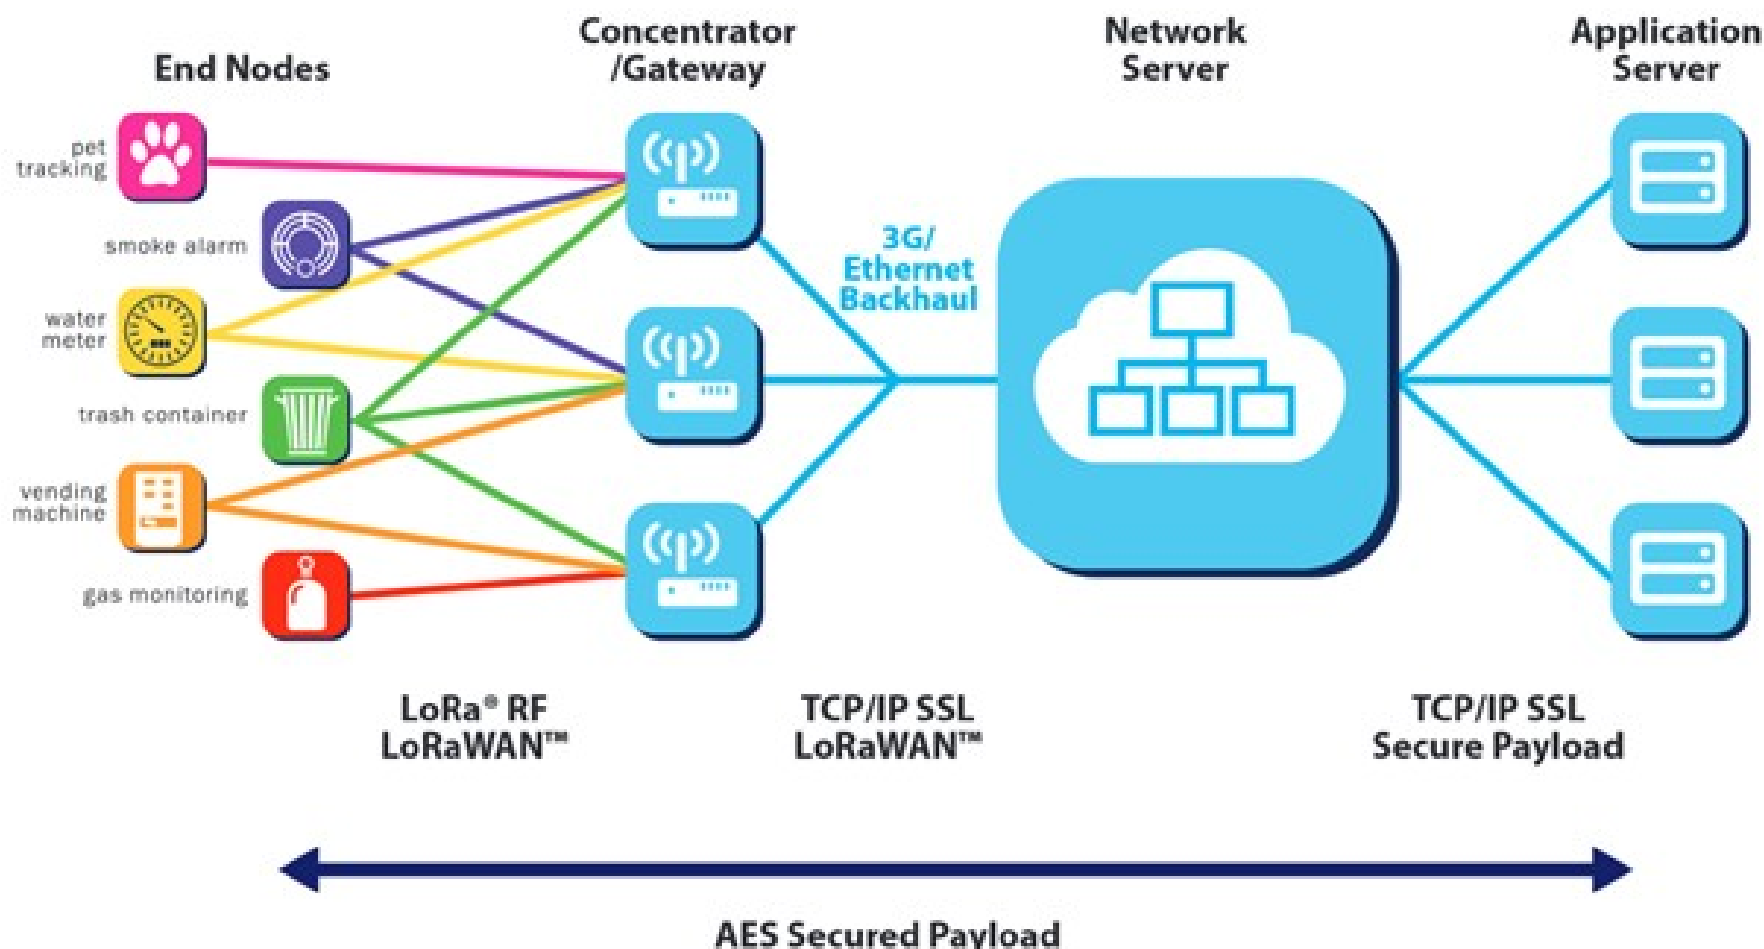 End Nodes
Concentrator
/Gateway
Network
Server
Application
Server
pet
tracking
smoke alarm
water
meter
trash container
vending
machine
gas monitoring
3G/
Ethernet
Backhaul
LoRa® RF
LoRaWAN™
TCP/IP SSL
LoRaWAN™
TCP/IP SSL
Secure Payload
AES Secured Payload